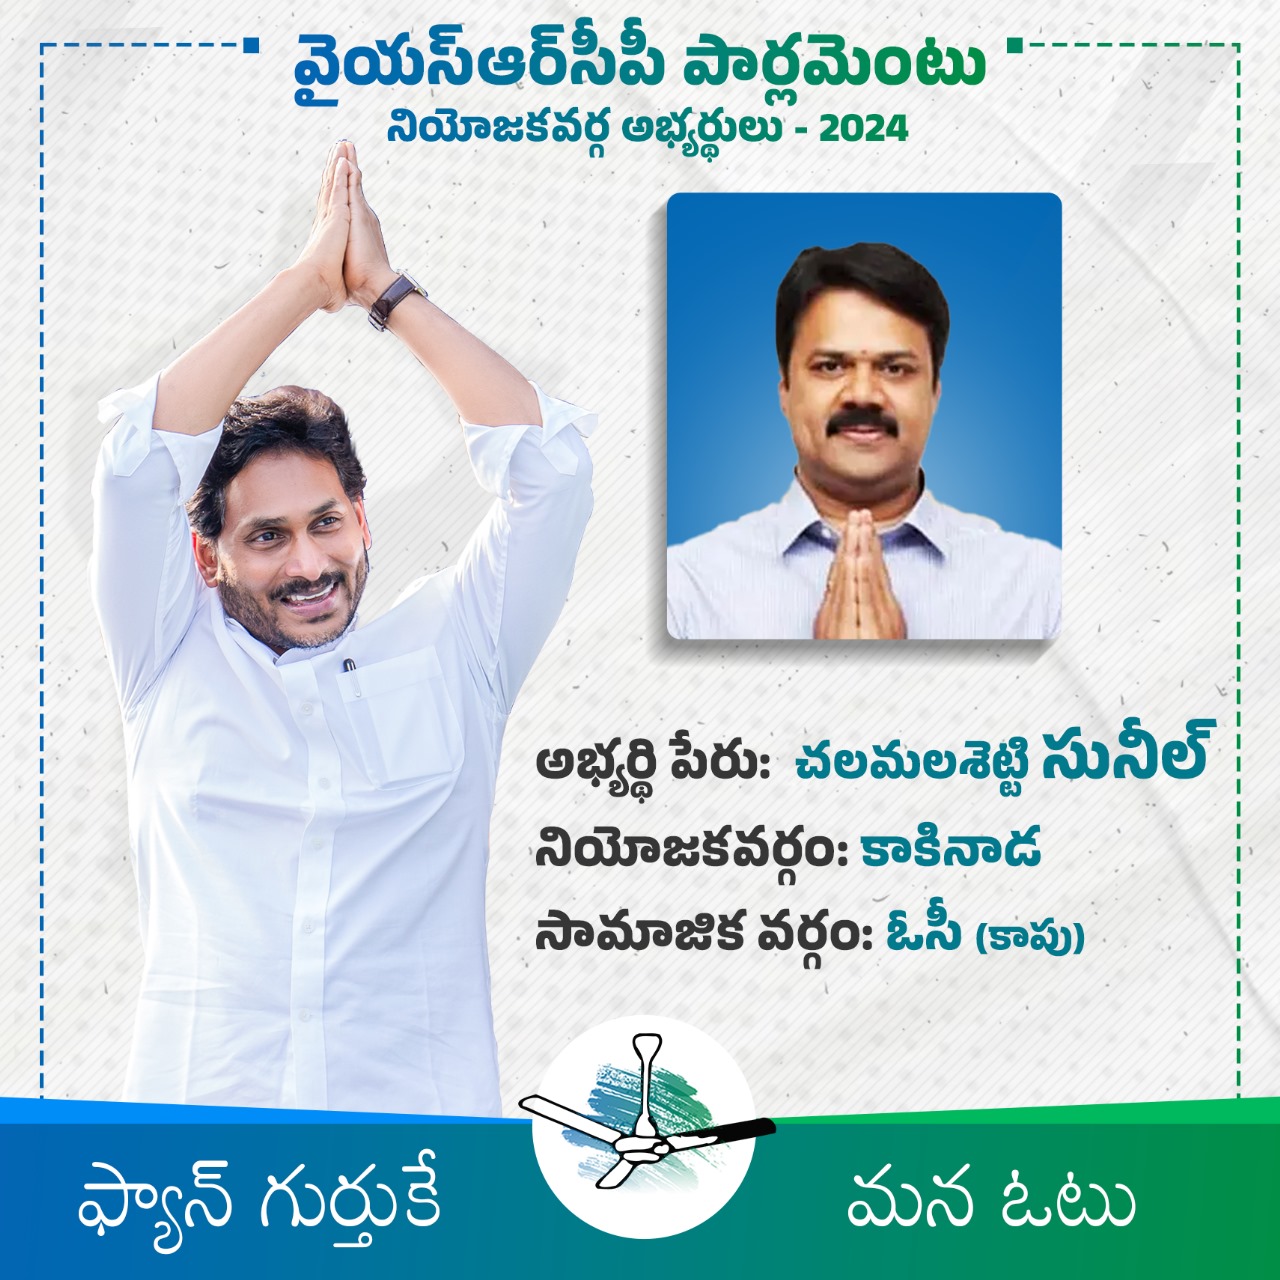 వైయస్ఆర్‌సీపీ పార్లమెంటు
నియోజకవర్గ అభ్యర్థులు - 2024
అభ్యర్థి పేరు: చలమలశెట్టి సునీల్
నియోజకవర్గం: కాకినాడ
సామాజిక వర్గం: ఓసీ (కాపు)
ఫ్యాన్ గుర్తుకే మన ఓటు